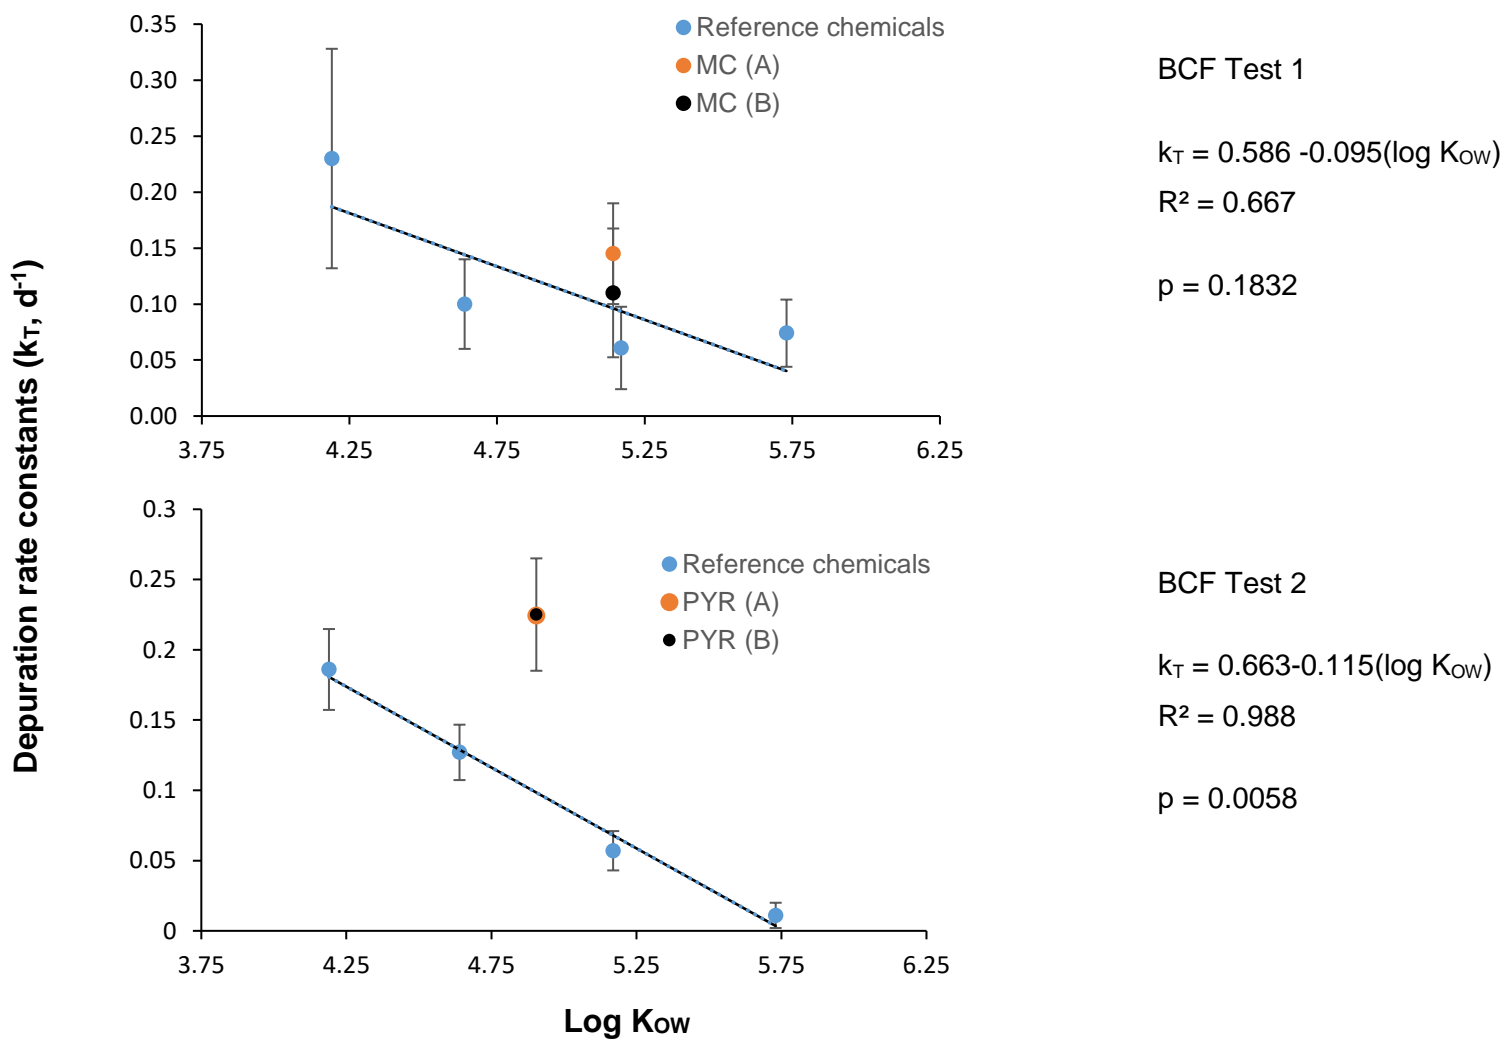 Depuration rate constants (kT, d-1)
0.35
0.30
0.25
0.20
0.15
0.10
0.05
0.00
3.75 4.25 4.75 5.25 5.75 6.25
Reference chemicals
MC (A)
MC (B)
BCF Test 1
kT = 0.586 -0.095(log KOW)
R² = 0.667
p = 0.1832
0.3
0.25
0.2
0.15
0.1
0.05
0
3.75 4.25 4.75 5.25 5.75 6.25
Reference chemicals
PYR (A)
PYR (B)
BCF Test 2
kT = 0.663-0.115(log KOW)
R² = 0.988
p = 0.0058
Log KOW